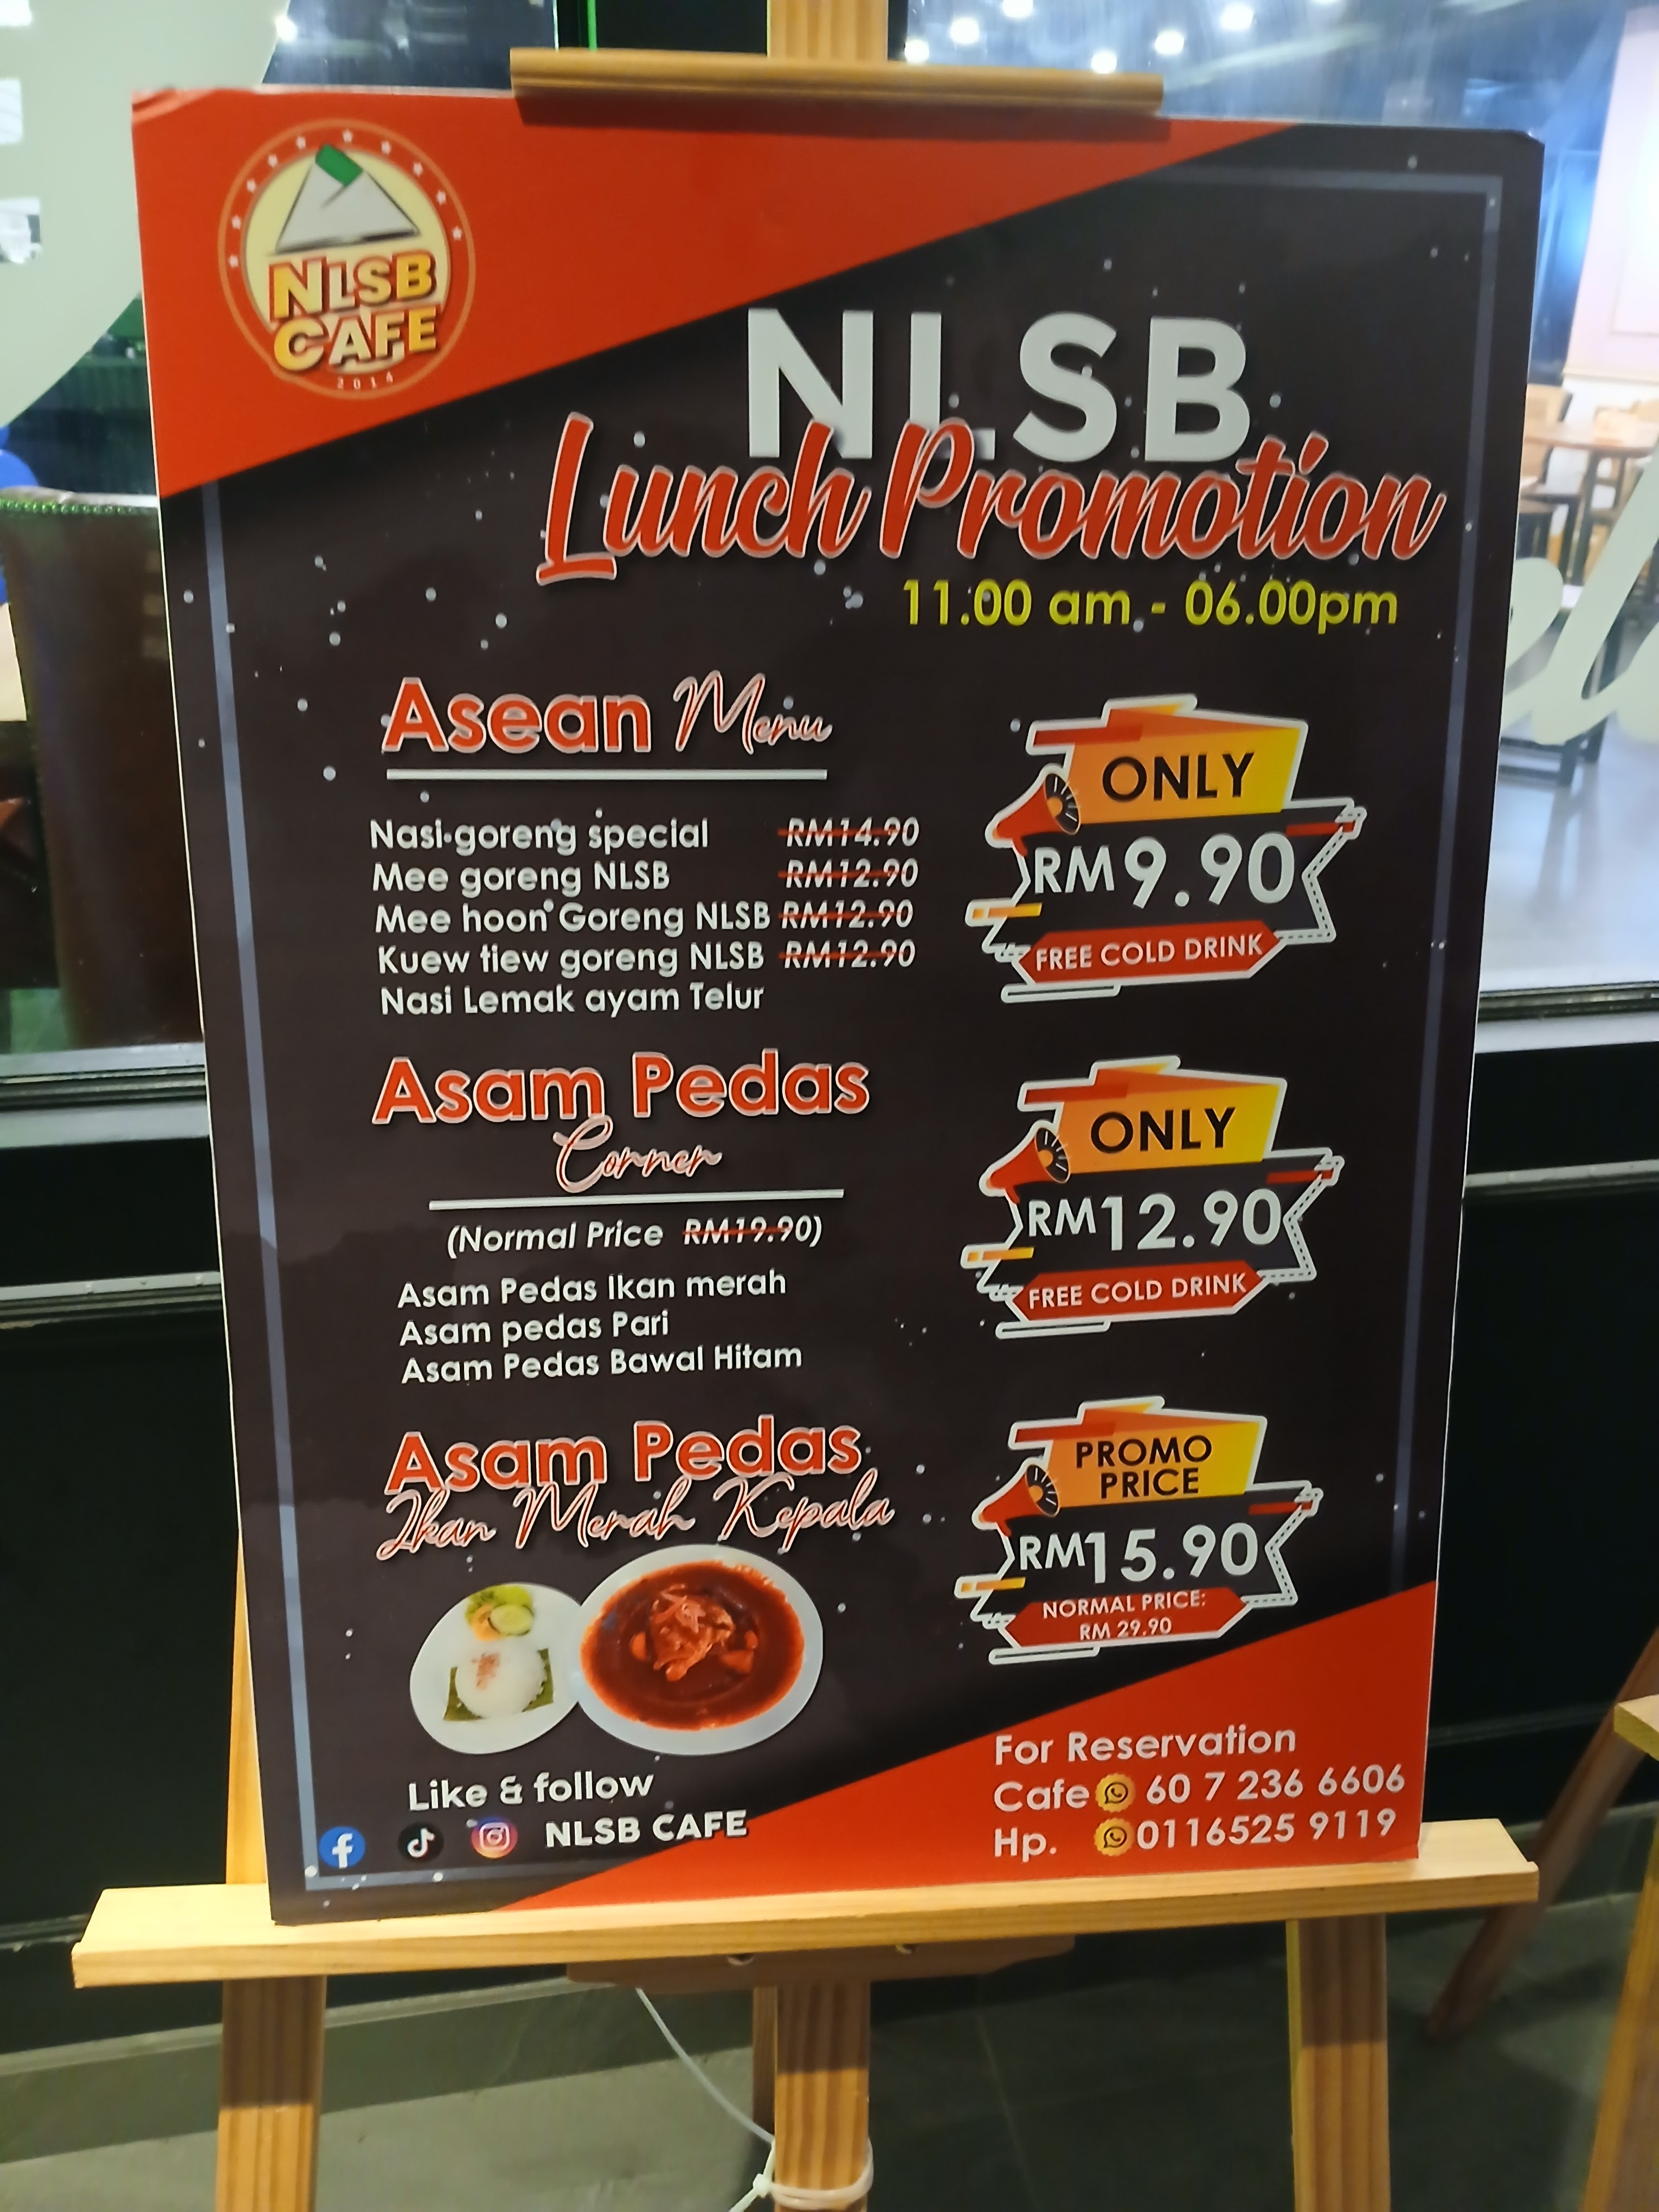 NLSB
CAFE
2014
NLSB
Lunch Promotion
11.00 am - 06.00pm
Asean Menu
Nasi goreng special RM14.90
Mee goreng NLSB RM12.90
Mee hoon Goreng NLSB RM12.90
Kuew tiew goreng NLSB RM12.90
Nasi Lemak ayam Telur
ONLY
RM9.90
FREE COLD DRINK
Asam Pedas
Corner
(Normal Price RM19.90)
Asam Pedas Ikan merah
Asam pedas Pari
Asam Pedas Bawal Hitam
ONLY
RM12.90
FREE COLD DRINK
Asam Pedas
Ikan Merah Kepala
PROMO
PRICE
RM15.90
NORMAL PRICE:
RM 29.90
Like & follow
NLSB CAFE
For Reservation
Cafe 60 7 236 6606
Hp. 0116525 9119